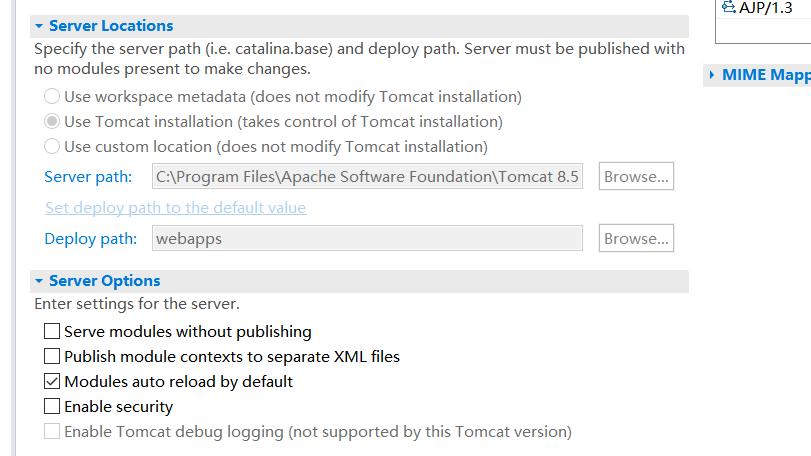 Server Locations
AJP/1.3
Specify the server path (i.e. catalina.base) and deploy path. Server must be published with
no modules present to make changes.
MIME Mapp
Use workspace metadata (does not modify Tomcat installation)
Use Tomcat installation (takes control of Tomcat installation)
Use custom location (does not modify Tomcat installation)
Server path: C:\Program Files\Apache Software Foundation\Tomcat 8.5 Browse...
Set deploy path to the default value
Deploy path: webapps Browse...
Server Options
Enter settings for the server.
Serve modules without publishing
Publish module contexts to separate XML files
Modules auto reload by default
Enable security
Enable Tomcat debug logging (not supported by this Tomcat version)